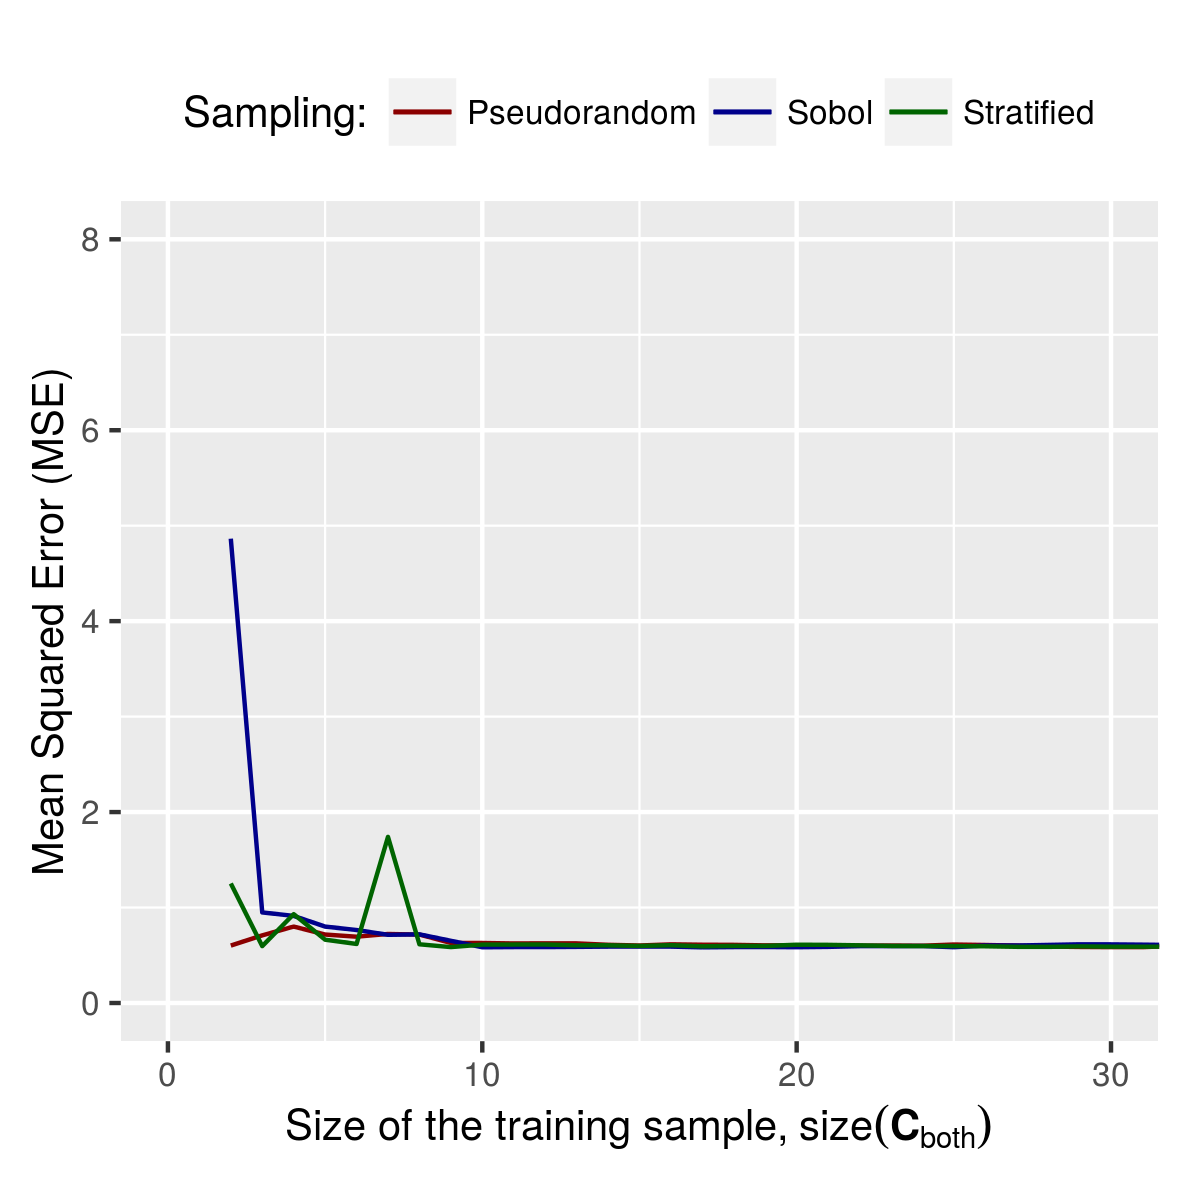 Sampling: Pseudorandom Sobol Stratified
8
6
4
2
0
Mean Squared Error (MSE)
0 10 20 30
Size of the training sample, size(C_both)